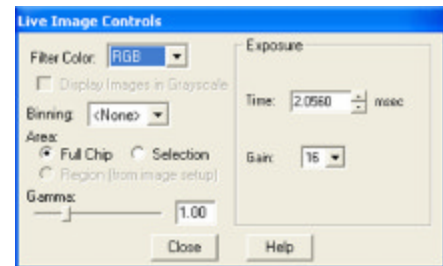 Live Image Controls
Filter Color: RGB
Display Images in Grayscale
Binning: <None>
Area:
Full Chip Selection
Region (from image setup)
Gamma:
1.00
Exposure
Time: 2.0560 msec
Gain: 16
Close Help